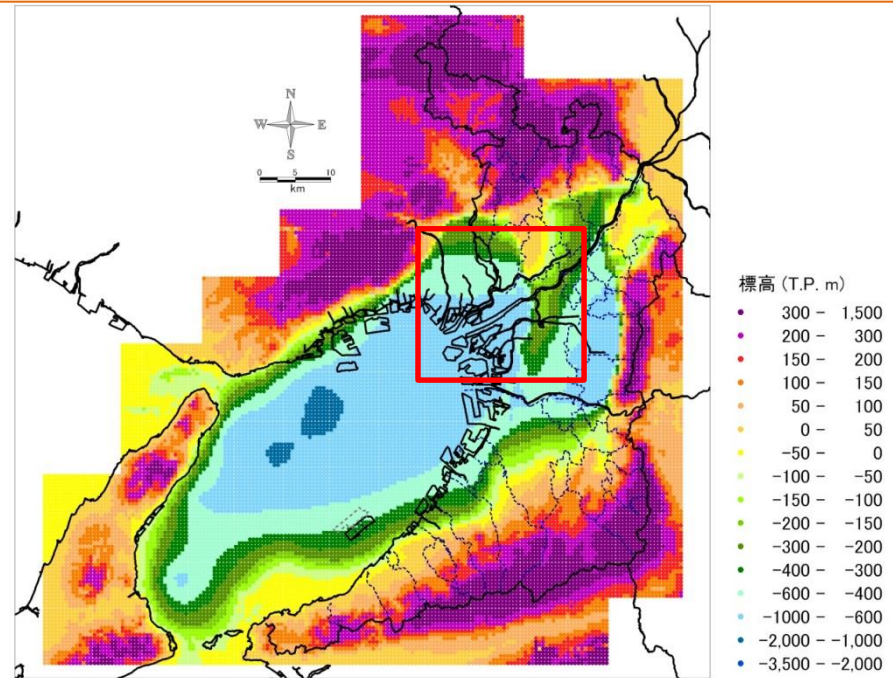 N
W E
S
0 5 10
km
標高 (T.P. m)
300 － 1,500
200 － 300
150 － 200
100 － 150
50 － 100
0 － 50
-50 － 0
-100 － -50
-150 － -100
-200 － -150
-300 － -200
-400 － -300
-600 － -400
-1000 － -600
-2,000 － -1,000
-3,500 － -2,000